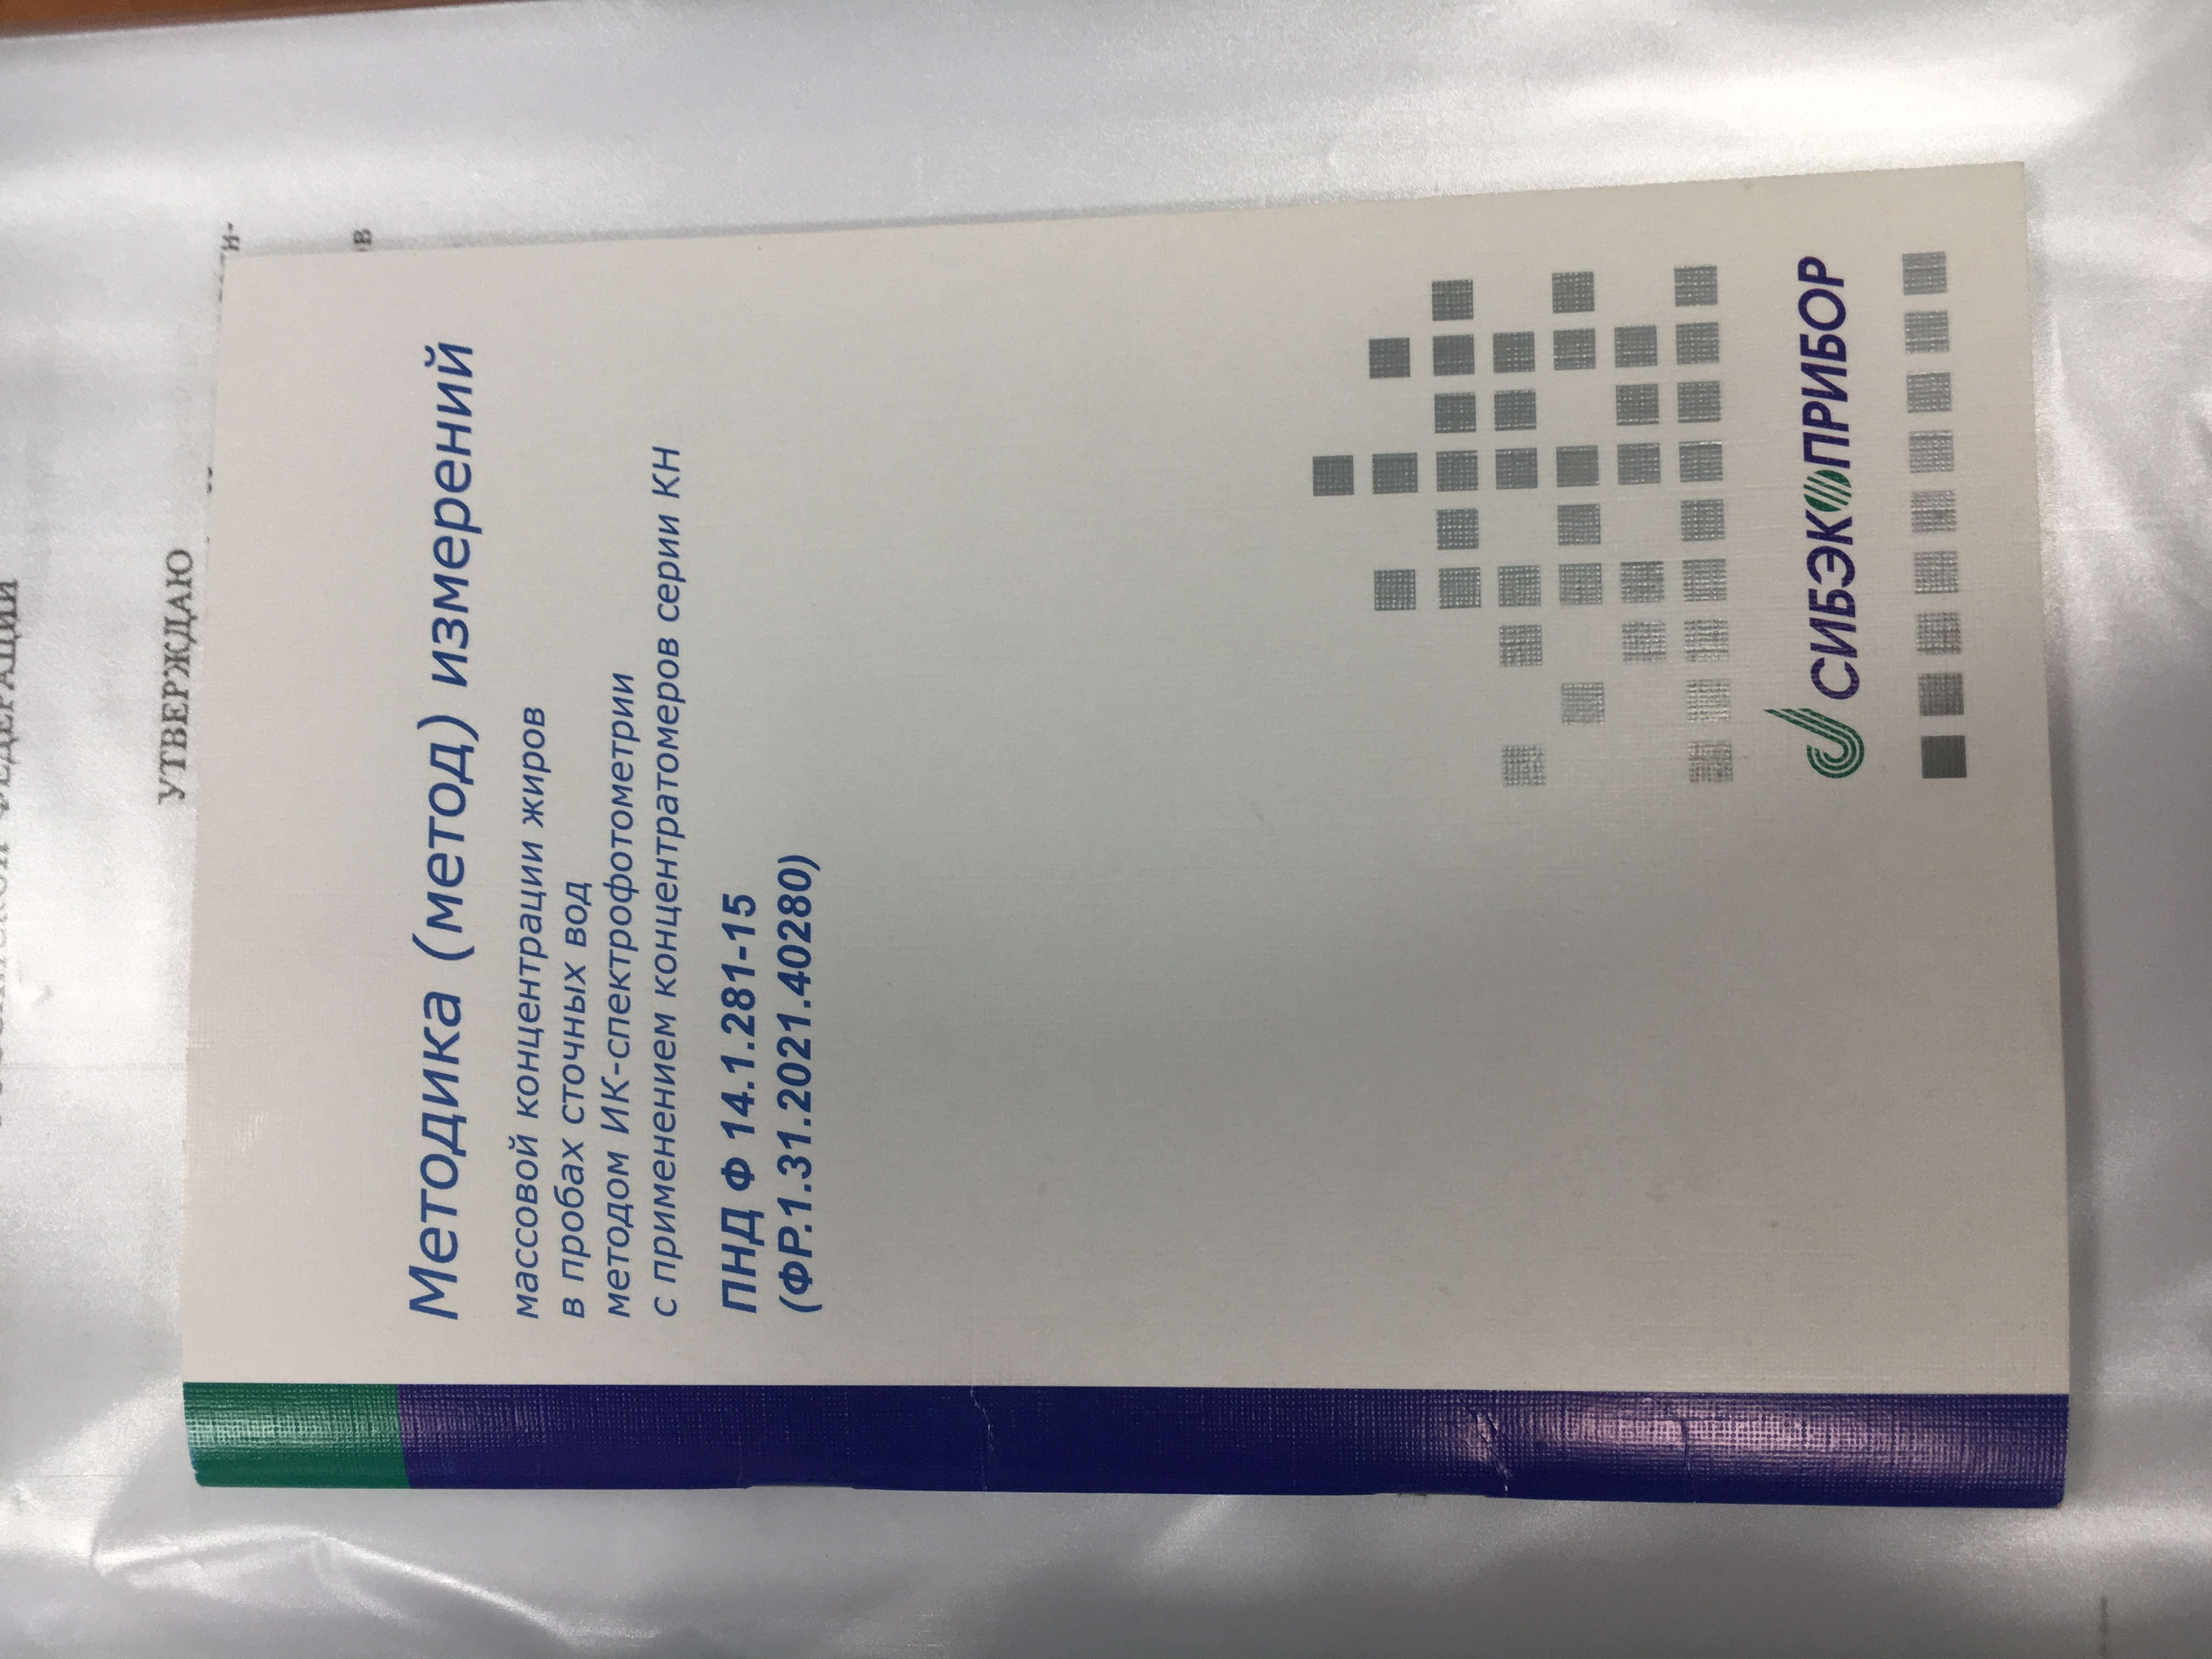 ФЕДЕРАЦИИ
УТВЕРЖДАЮ
Методика (метод) измерений
массовой концентрации жиров
в пробах сточных вод
методом ИК-спектрофотометрии
с применением концентратомеров серии КН
ПНД Ф 14.1.281-15
(ФР.1.31.2021.40280)
СИБЭКОПРИБОР